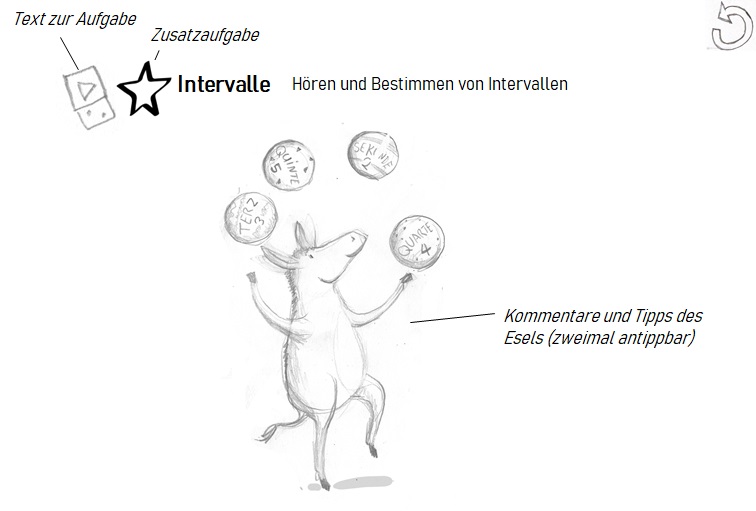 Text zur Aufgabe
Zusatzaufgabe
Intervalle Hören und Bestimmen von Intervallen
QUINTE
5
SEKUNDE
2
TERZ
3
QUARTE
4
Kommentare und Tipps des
Esels (zweimal antippbar)